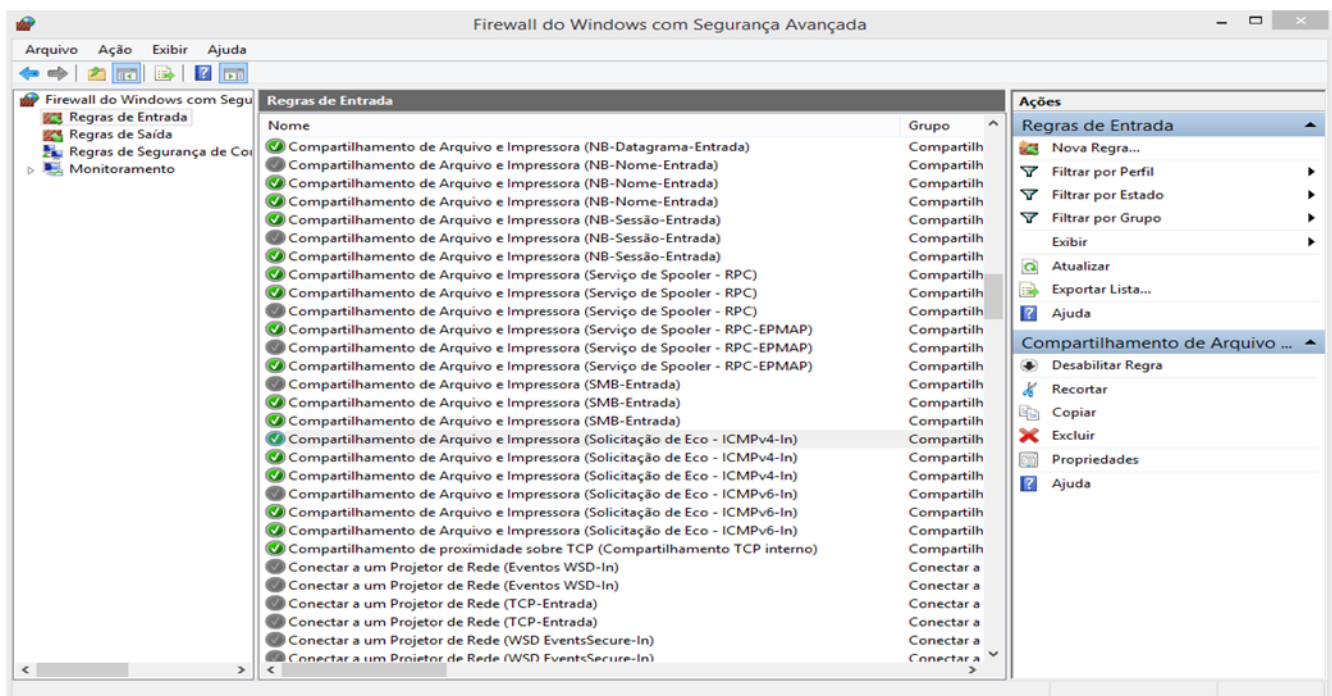 Firewall do Windows com Segurança Avançada
Arquivo Ação Exibir Ajuda
Firewall do Windows com Segu
Regras de Entrada
Regras de Saída
Regras de Segurança de Co
Monitoramento
Regras de Entrada
Nome Grupo
Compartilhamento de Arquivo e Impressora (NB-Datagrama-Entrada) Compartilh
Compartilhamento de Arquivo e Impressora (NB-Nome-Entrada) Compartilh
Compartilhamento de Arquivo e Impressora (NB-Nome-Entrada) Compartilh
Compartilhamento de Arquivo e Impressora (NB-Nome-Entrada) Compartilh
Compartilhamento de Arquivo e Impressora (NB-Sessão-Entrada) Compartilh
Compartilhamento de Arquivo e Impressora (NB-Sessão-Entrada) Compartilh
Compartilhamento de Arquivo e Impressora (NB-Sessão-Entrada) Compartilh
Compartilhamento de Arquivo e Impressora (Serviço de Spooler - RPC) Compartilh
Compartilhamento de Arquivo e Impressora (Serviço de Spooler - RPC) Compartilh
Compartilhamento de Arquivo e Impressora (Serviço de Spooler - RPC) Compartilh
Compartilhamento de Arquivo e Impressora (Serviço de Spooler - RPC-EPMAP) Compartilh
Compartilhamento de Arquivo e Impressora (Serviço de Spooler - RPC-EPMAP) Compartilh
Compartilhamento de Arquivo e Impressora (Serviço de Spooler - RPC-EPMAP) Compartilh
Compartilhamento de Arquivo e Impressora (SMB-Entrada) Compartilh
Compartilhamento de Arquivo e Impressora (SMB-Entrada) Compartilh
Compartilhamento de Arquivo e Impressora (SMB-Entrada) Compartilh
Compartilhamento de Arquivo e Impressora (Solicitação de Eco - ICMPv4-In) Compartilh
Compartilhamento de Arquivo e Impressora (Solicitação de Eco - ICMPv4-In) Compartilh
Compartilhamento de Arquivo e Impressora (Solicitação de Eco - ICMPv4-In) Compartilh
Compartilhamento de Arquivo e Impressora (Solicitação de Eco - ICMPv6-In) Compartilh
Compartilhamento de Arquivo e Impressora (Solicitação de Eco - ICMPv6-In) Compartilh
Compartilhamento de Arquivo e Impressora (Solicitação de Eco - ICMPv6-In) Compartilh
Compartilhamento de proximidade sobre TCP (Compartilhamento TCP interno) Compartilh
Conectar a um Projetor de Rede (Eventos WSD-In) Conectar a
Conectar a um Projetor de Rede (Eventos WSD-In) Conectar a
Conectar a um Projetor de Rede (TCP-Entrada) Conectar a
Conectar a um Projetor de Rede (TCP-Entrada) Conectar a
Conectar a um Projetor de Rede (WSD EventsSecure-In) Conectar a
Conectar a um Projetor de Rede (WSD EventsSecure-In) Conectar a
Ações
Regras de Entrada
Nova Regra...
Filtrar por Perfil
Filtrar por Estado
Filtrar por Grupo
Exibir
Atualizar
Exportar Lista...
Ajuda
Compartilhamento de Arquivo ...
Desabilitar Regra
Recortar
Copiar
Excluir
Propriedades
Ajuda